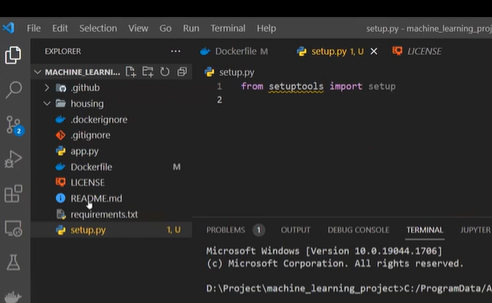 File Edit Selection View Go Run Terminal Help setup.py - machine_learning_proj
EXPLORER
Dockerfile M setup.py 1, U LICENSE
MACHINE_LEARNI...
setup.py
.github
1 from setuptools import setup
housing
2
.dockerignore
.gitignore
app.py
Dockerfile M
LICENSE
README.md
requirements.txt
setup.py 1, U
2
PROBLEMS 1 OUTPUT DEBUG CONSOLE TERMINAL JUPYTER
Microsoft Windows [Version 10.0.19044.1706]
(c) Microsoft Corporation. All rights reserved.
D:\Project\machine_learning_project>C:/ProgramData/A